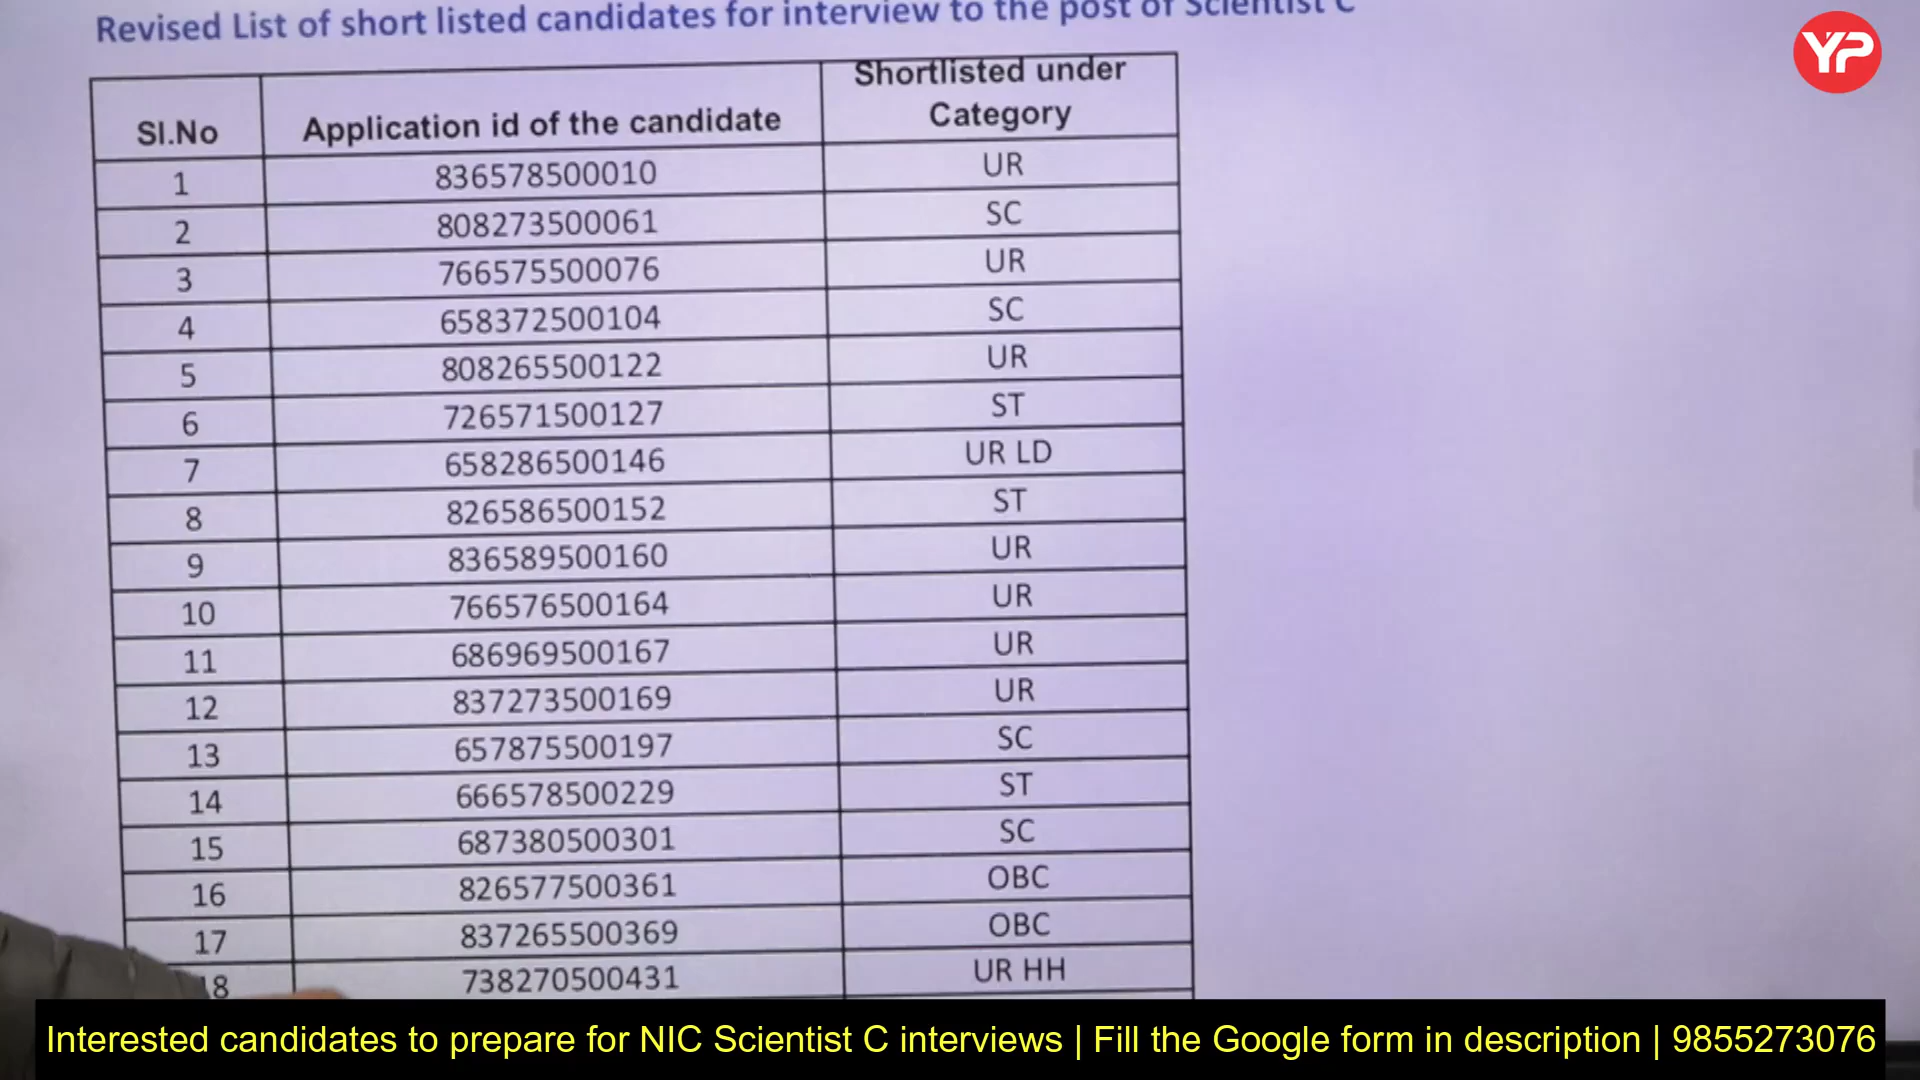 Revised List of short listed candidates for interview to the post of Scientist C
YP
Sl.No Application id of the candidate Shortlisted under Category
1 836578500010 UR
2 808273500061 SC
3 766575500076 UR
4 658372500104 SC
5 808265500122 UR
6 726571500127 ST
7 658286500146 UR LD
8 826586500152 ST
9 836589500160 UR
10 766576500164 UR
11 686969500167 UR
12 837273500169 UR
13 657875500197 SC
14 666578500229 ST
15 687380500301 SC
16 826577500361 OBC
17 837265500369 OBC
18 738270500431 UR HH
Interested candidates to prepare for NIC Scientist C interviews | Fill the Google form in description | 9855273076